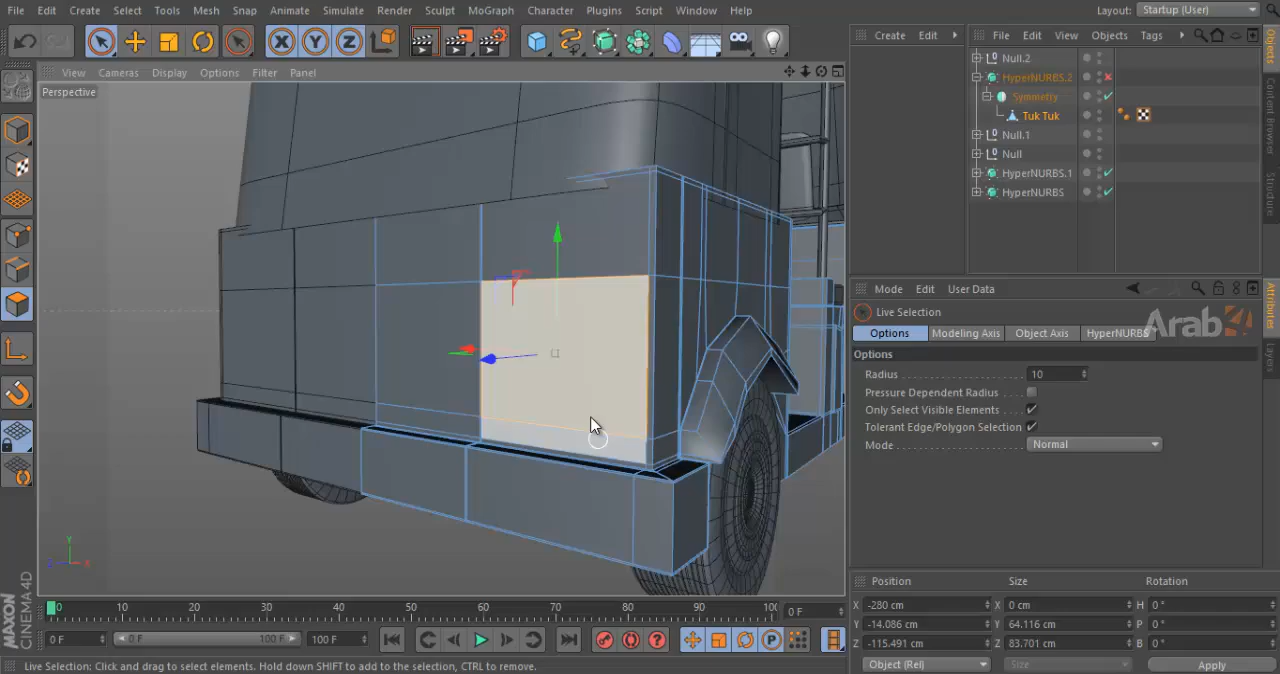 File Edit Create Select Tools Mesh Snap Animate Simulate Render Sculpt MoGraph Character Plugins Script Window Help
Layout: Startup (User)
Create Edit
File Edit View Objects Tags
View Cameras Display Options Filter Panel
Perspective
Null.2
HyperNURBS.2
Symmetry
Tuk Tuk
Null.1
Null
HyperNURBS.1
HyperNURBS
Objects
Content Browser
Structure
Mode Edit User Data
Live Selection
Arab
Options Modeling Axis Object Axis HyperNURBS
Options
Radius 10
Pressure Dependent Radius
Only Select Visible Elements
Tolerant Edge/Polygon Selection
Mode Normal
Attributes
Layers
X
Y
Z
Y
Z X
0 10 20 30 40 50 60 70 80 90 100
0 F
0 F 0 F 100 F 100 F
Position Size Rotation
X -280 cm X 0 cm H 0 °
Y -14.086 cm Y 64.116 cm P 0 °
Z -115.491 cm Z 83.701 cm B 0 °
Object (Rel) Size Apply
MAXON
CINEMA 4D
Live Selection: Click and drag to select elements. Hold down SHIFT to add to the selection, CTRL to remove.